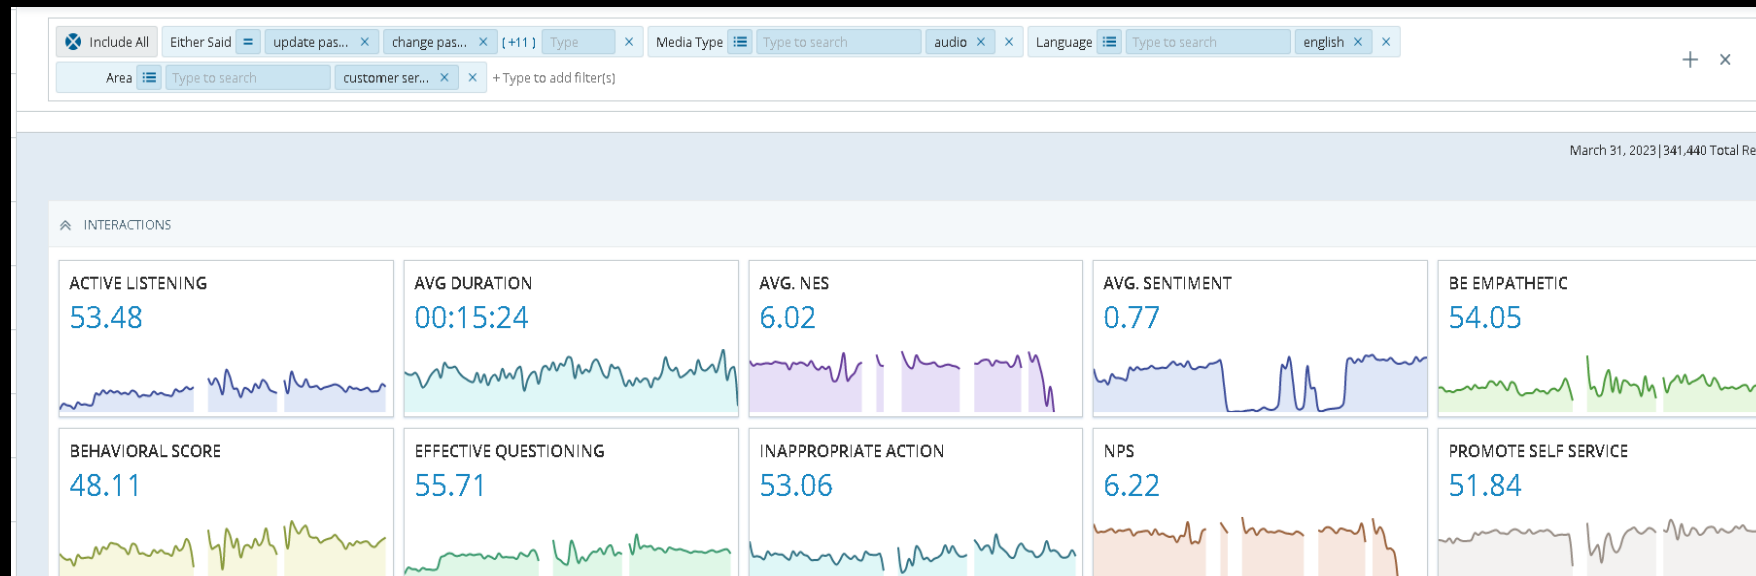 Include All Either Said = update pas... × change pas... × (+11) Type × Media Type Type to search audio × × Language Type to search english × ×
Area Type to search customer ser... × × + Type to add filter(s)
+ ×
March 31, 2023|341,440 Total Re
INTERACTIONS
ACTIVE LISTENING
53.48
AVG DURATION
00:15:24
AVG. NES
6.02
AVG. SENTIMENT
0.77
BE EMPATHETIC
54.05
BEHAVIORAL SCORE
48.11
EFFECTIVE QUESTIONING
55.71
INAPPROPRIATE ACTION
53.06
NPS
6.22
PROMOTE SELF SERVICE
51.84